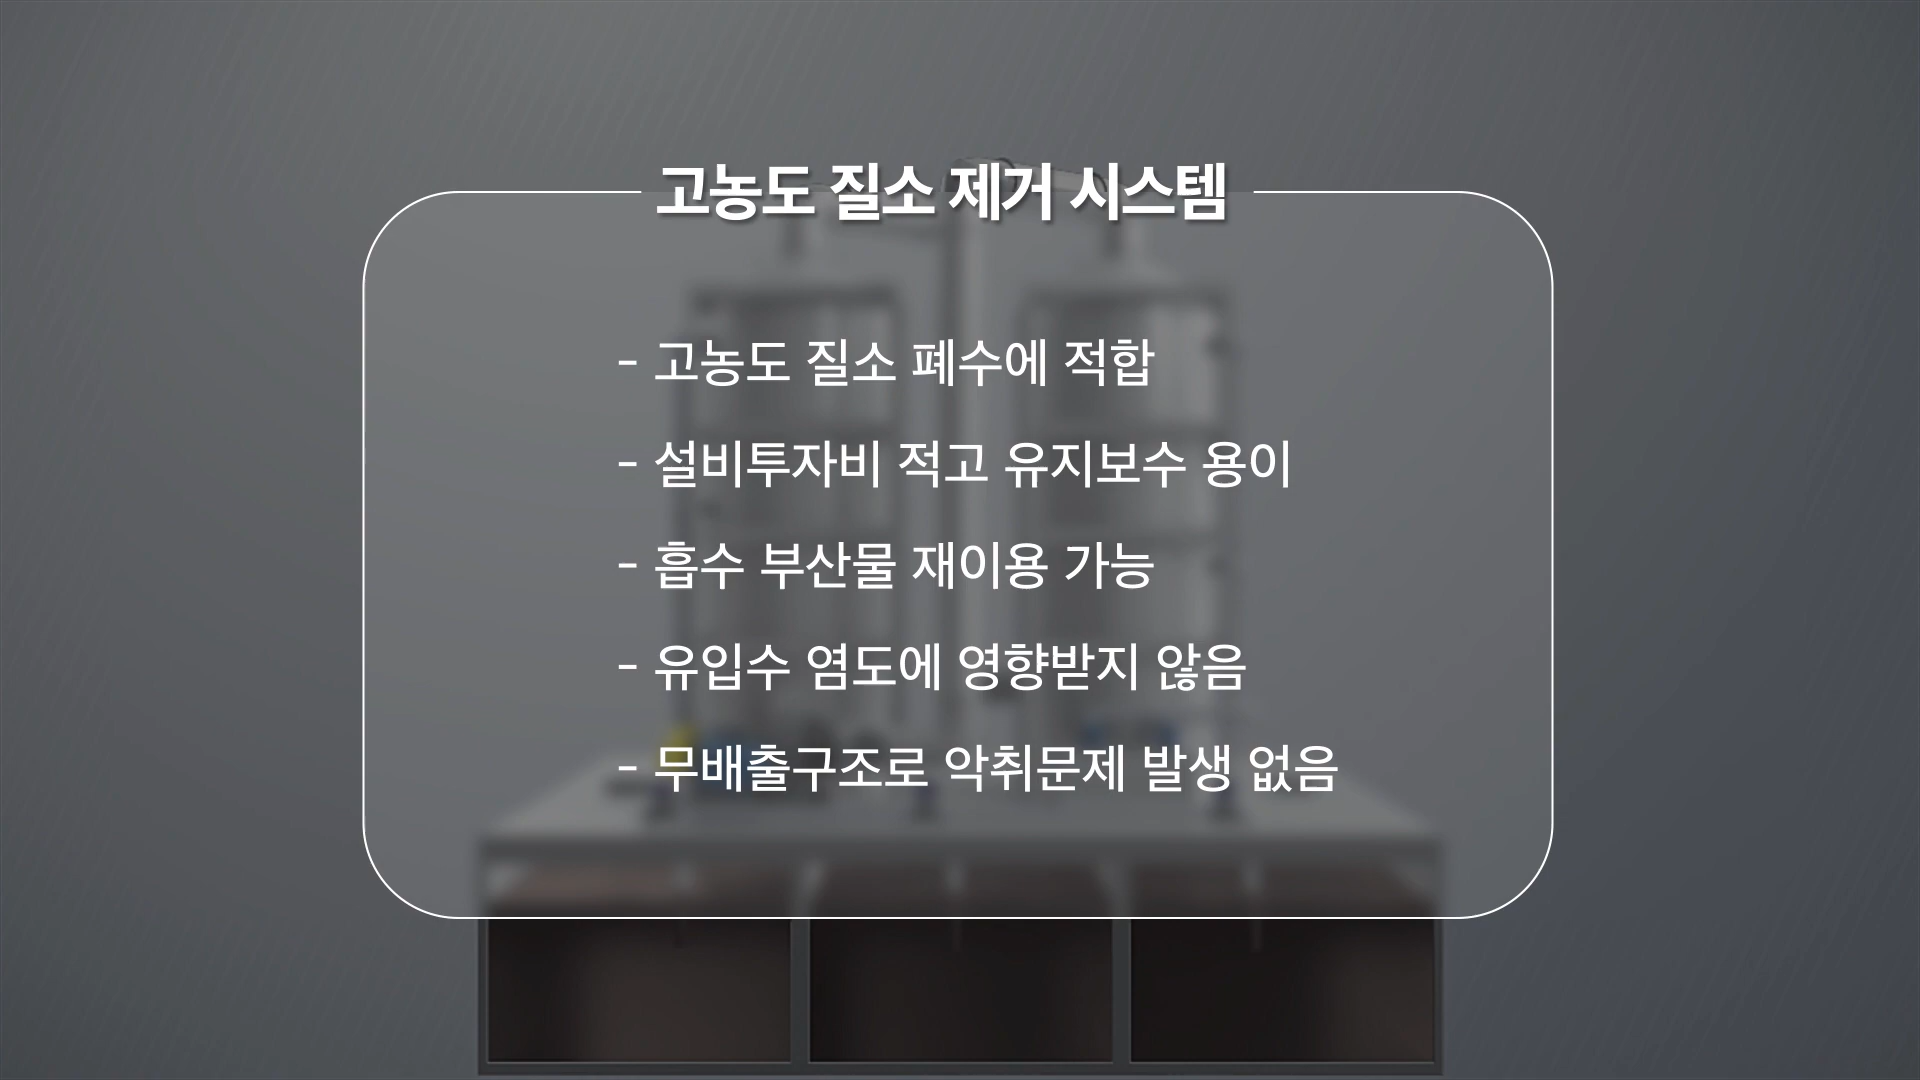 고농도 질소 제거 시스템
- 고농도 질소 폐수에 적합
- 설비투자비 적고 유지보수 용이
- 흡수 부산물 재이용 가능
- 유입수 염도에 영향받지 않음
- 무배출구조로 악취문제 발생 없음